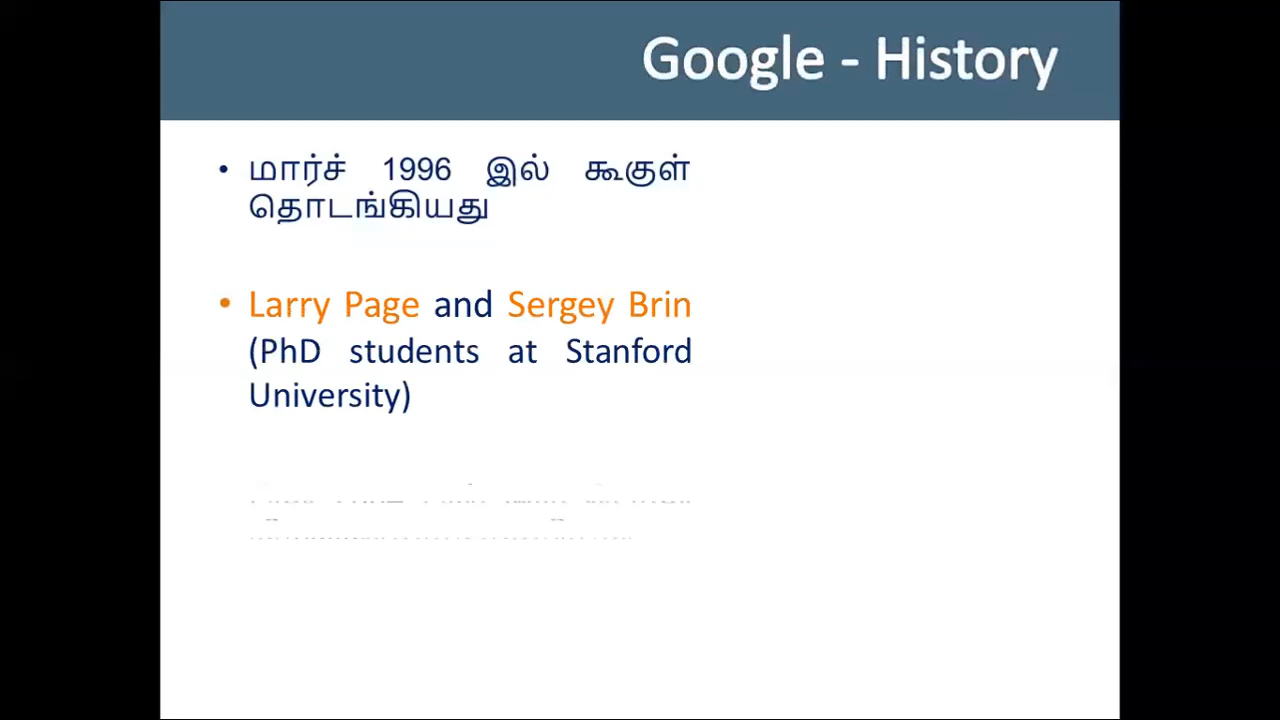 Google - History
• மார்ச் 1996 இல் கூகுள்
தொடங்கியது
• Larry Page and Sergey Brin
(PhD students at Stanford
University)